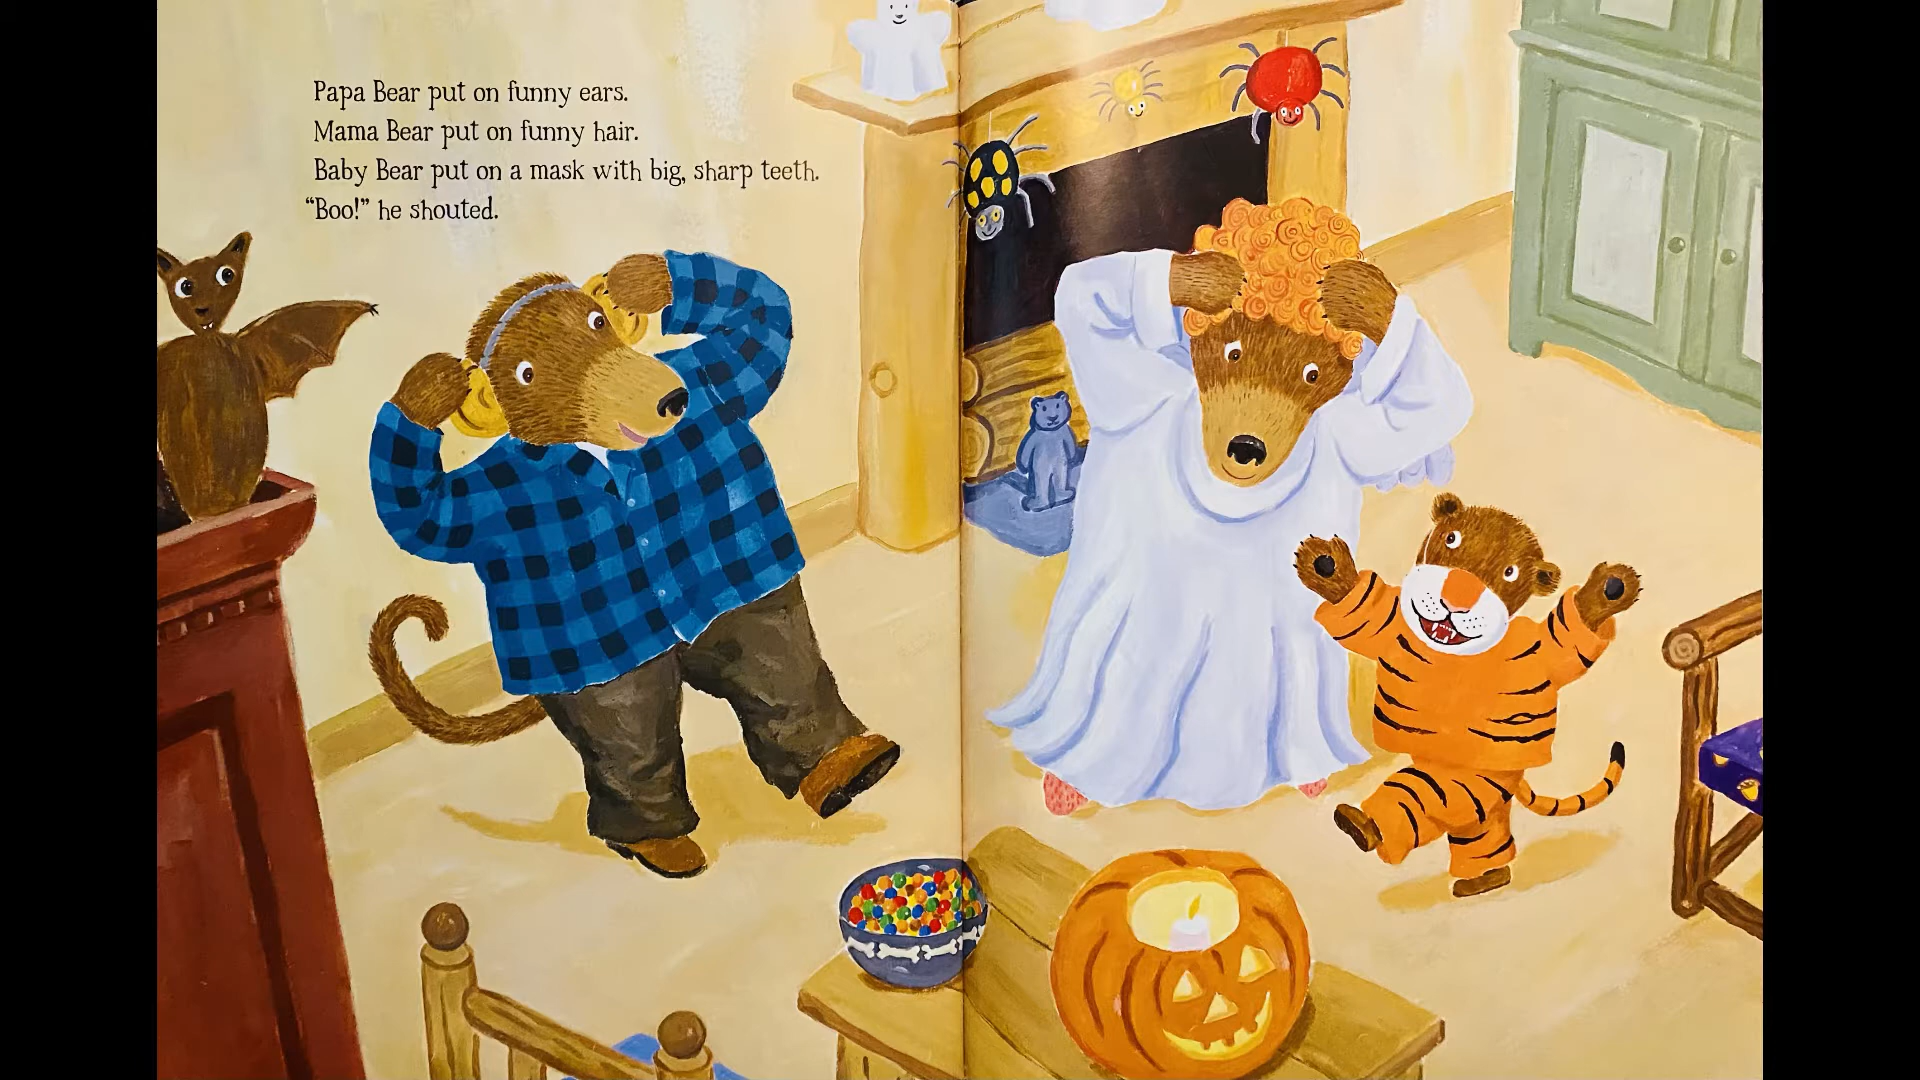 Papa Bear put on funny ears.
Mama Bear put on funny hair.
Baby Bear put on a mask with big, sharp teeth.
“Boo!” he shouted.